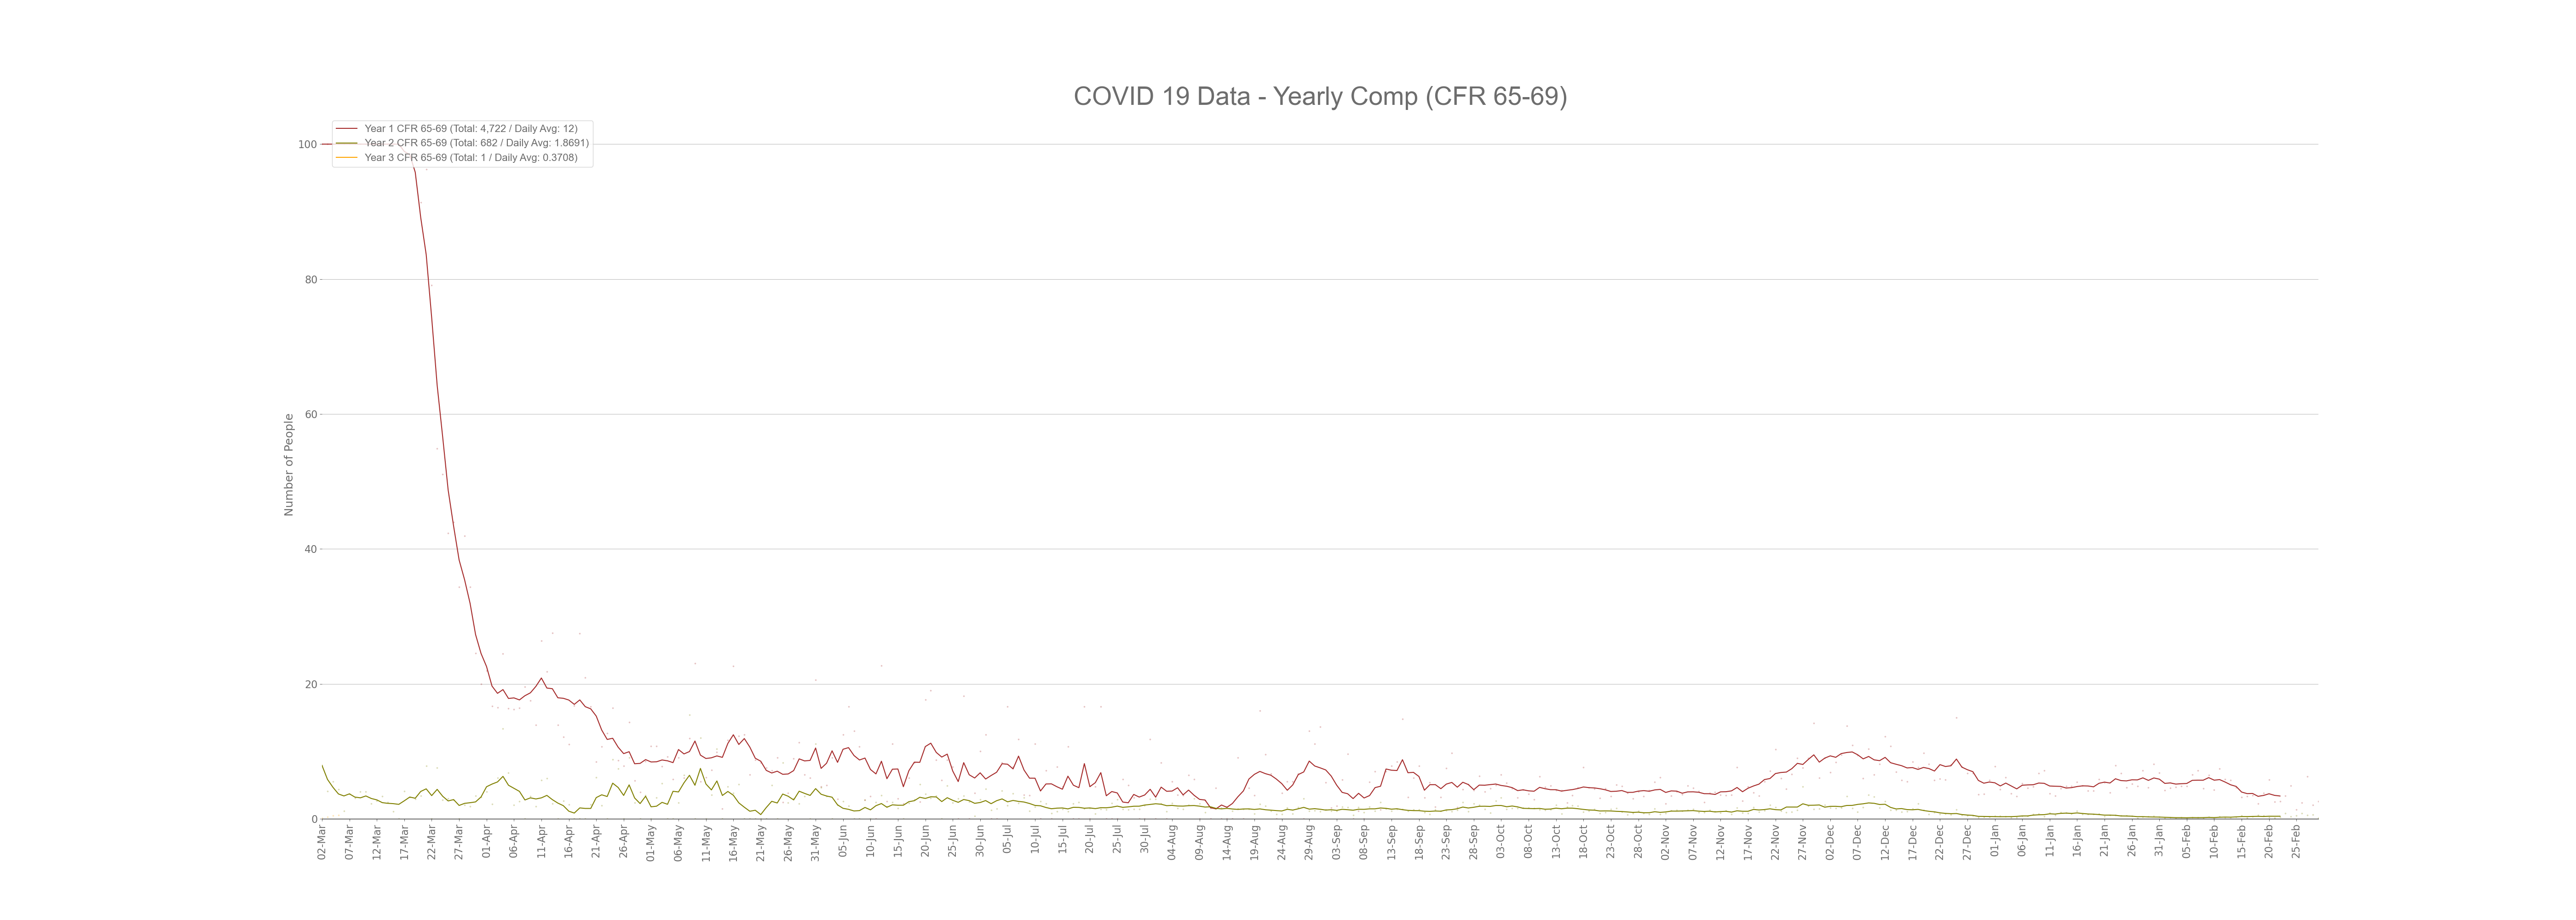 COVID 19 Data - Yearly Comp (CFR 65-69)
Year 1 CFR 65-69 (Total: 4,722 / Daily Avg: 12)
Year 2 CFR 65-69 (Total: 682 / Daily Avg: 1.8691)
Year 3 CFR 65-69 (Total: 1 / Daily Avg: 0.3708)
Number of People
100
80
60
40
20
0
02-Mar
07-Mar
12-Mar
17-Mar
22-Mar
27-Mar
01-Apr
06-Apr
11-Apr
16-Apr
21-Apr
26-Apr
01-May
06-May
11-May
16-May
21-May
26-May
31-May
05-Jun
10-Jun
15-Jun
20-Jun
25-Jun
30-Jun
05-Jul
10-Jul
15-Jul
20-Jul
25-Jul
30-Jul
04-Aug
09-Aug
14-Aug
19-Aug
24-Aug
29-Aug
03-Sep
08-Sep
13-Sep
18-Sep
23-Sep
28-Sep
03-Oct
08-Oct
13-Oct
18-Oct
23-Oct
28-Oct
02-Nov
07-Nov
12-Nov
17-Nov
22-Nov
27-Nov
02-Dec
07-Dec
12-Dec
17-Dec
22-Dec
27-Dec
01-Jan
06-Jan
11-Jan
16-Jan
21-Jan
26-Jan
31-Jan
05-Feb
10-Feb
15-Feb
20-Feb
25-Feb